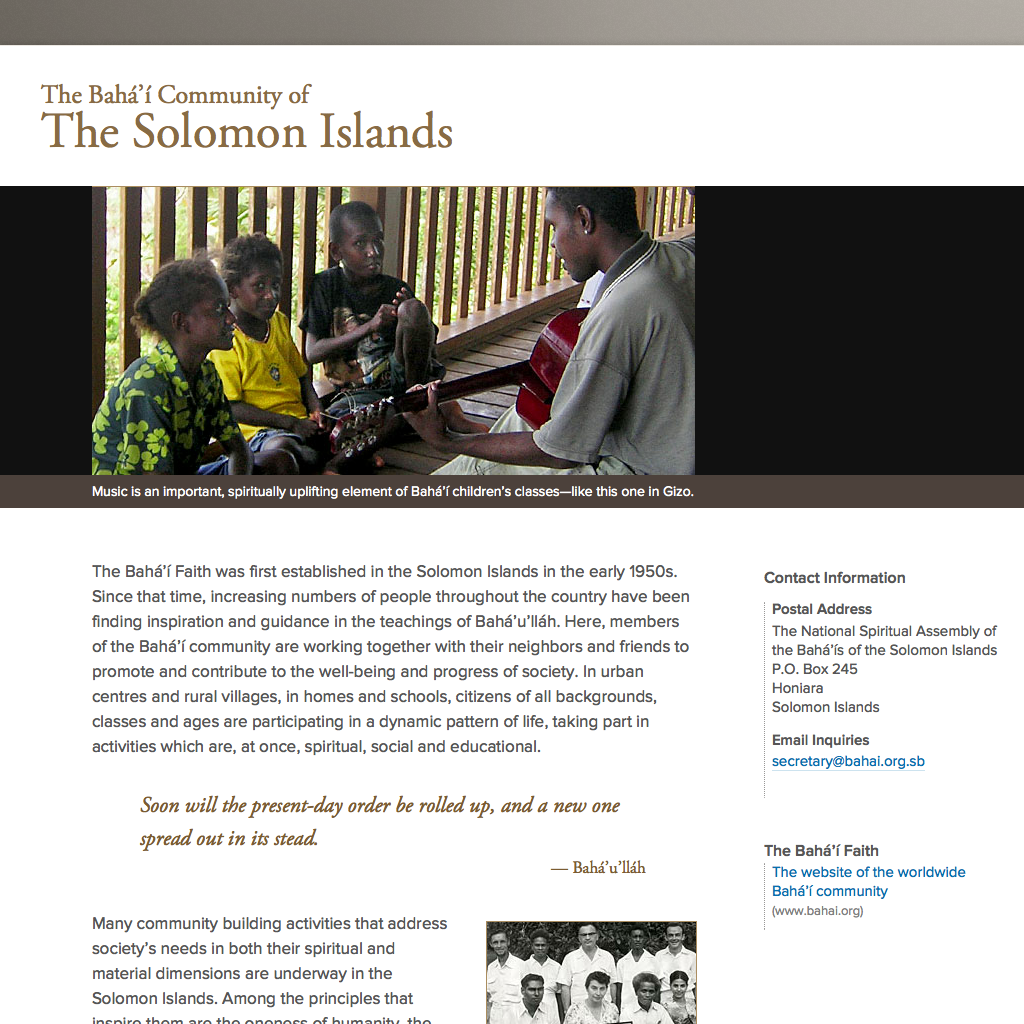 The Bahá’í Community of
The Solomon Islands
Music is an important, spiritually uplifting element of Bahá’í children’s classes—like this one in Gizo.
The Bahá’í Faith was first established in the Solomon Islands in the early 1950s.
Since that time, increasing numbers of people throughout the country have been
finding inspiration and guidance in the teachings of Bahá’u’lláh. Here, members
of the Bahá’í community are working together with their neighbors and friends to
promote and contribute to the well-being and progress of society. In urban
centres and rural villages, in homes and schools, citizens of all backgrounds,
classes and ages are participating in a dynamic pattern of life, taking part in
activities which are, at once, spiritual, social and educational.
Soon will the present-day order be rolled up, and a new one
spread out in its stead.
— Bahá’u’lláh
Many community building activities that address
society’s needs in both their spiritual and
material dimensions are underway in the
Solomon Islands. Among the principles that
inspire them are the oneness of humanity, the
Contact Information
Postal Address
The National Spiritual Assembly of
the Bahá’ís of the Solomon Islands
P.O. Box 245
Honiara
Solomon Islands
Email Inquiries
secretary@bahai.org.sb
The Bahá’í Faith
The website of the worldwide
Bahá’í community
(www.bahai.org)